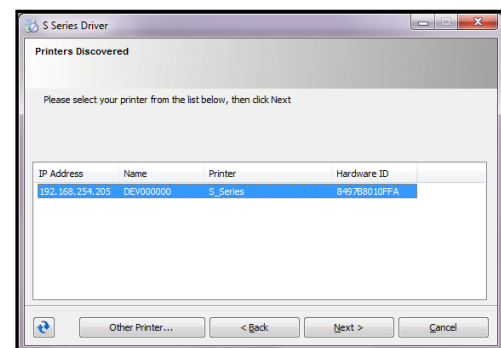 S Series Driver
Printers Discovered
Please select your printer from the list below, then click Next
IP Address Name Printer Hardware ID
192.168.254.205 DEV000000 S_Series 8497B8010FFA
Other Printer... < Back Next > Cancel